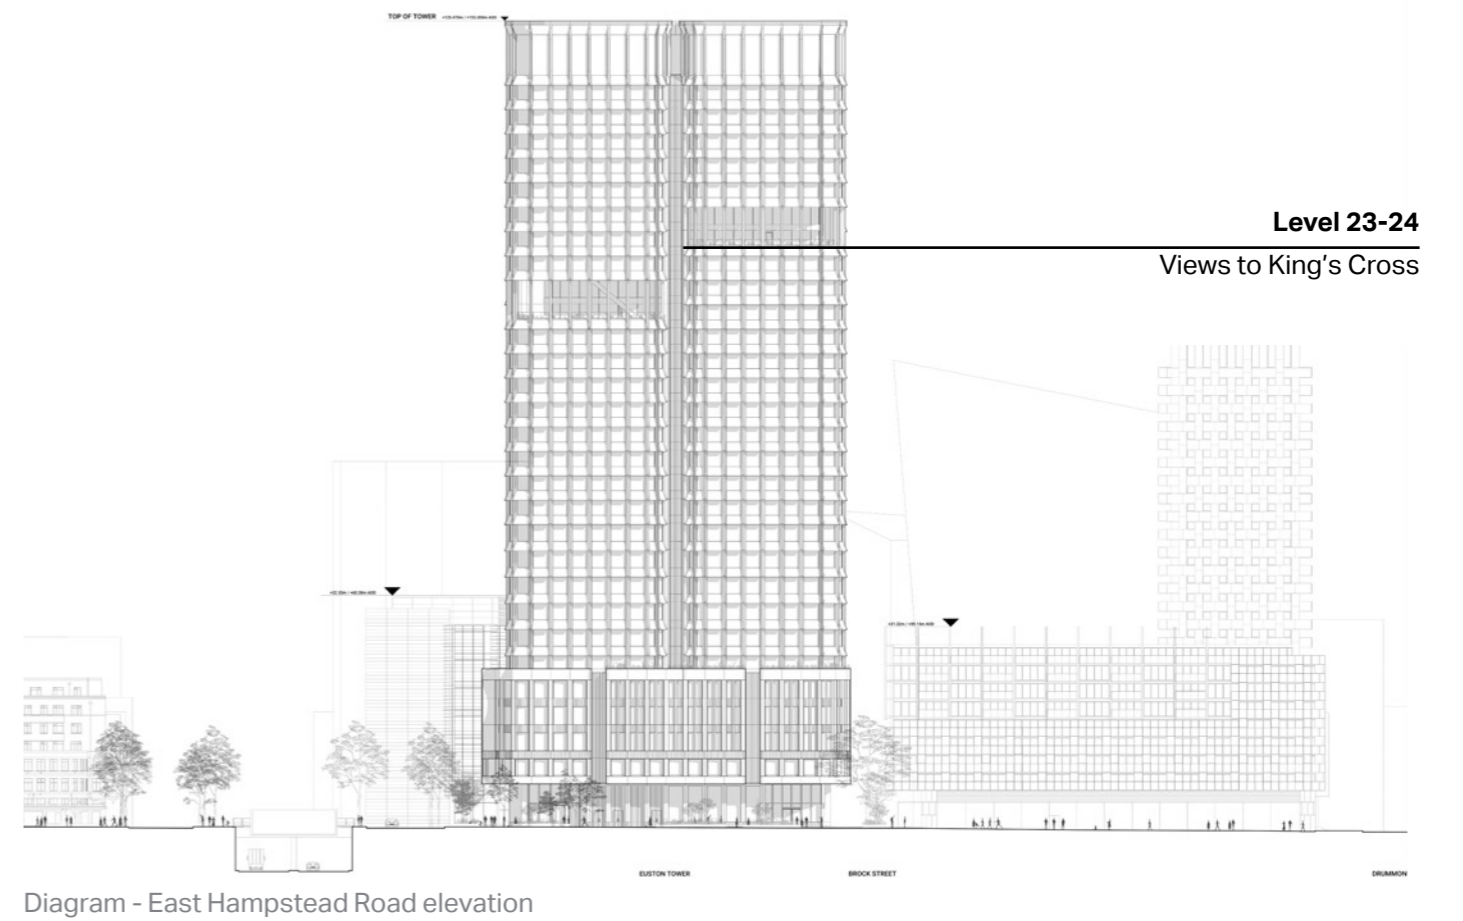 TOP OF TOWER
Level 23-24
Views to King's Cross
EUSTON TOWER
BROCK STREET
DRUMMON
Diagram - East Hampstead Road elevation